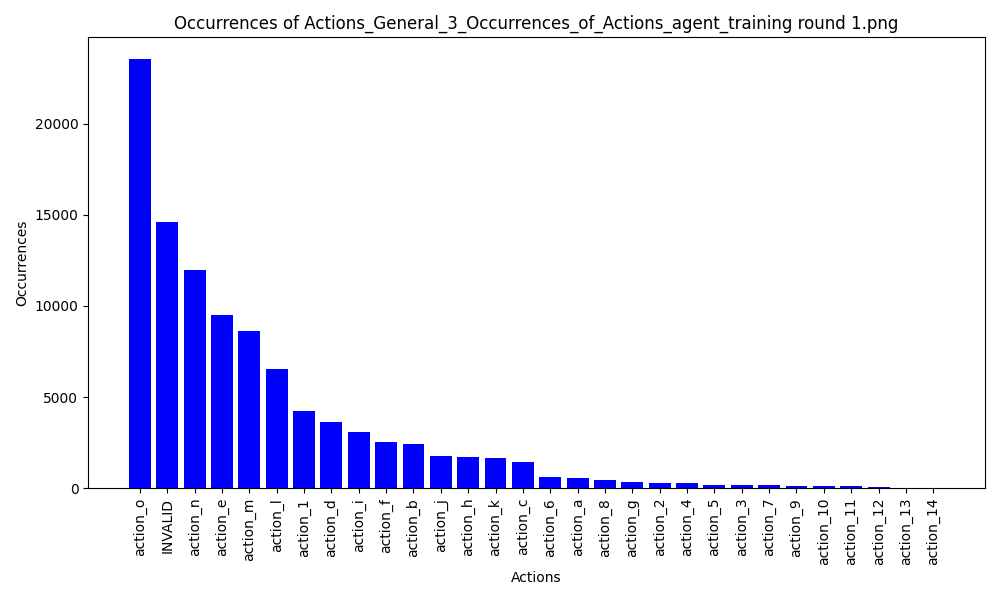 Occurrences of Actions_General_3_Occurrences_of_Actions_agent_training round 1.png
Occurrences
20000
15000
10000
5000
0
action_o
INVALID
action_n
action_e
action_m
action_l
action_1
action_d
action_i
action_f
action_b
action_j
action_h
action_k
action_c
action_6
action_a
action_8
action_g
action_2
action_4
action_5
action_3
action_7
action_9
action_10
action_11
action_12
action_13
action_14
Actions